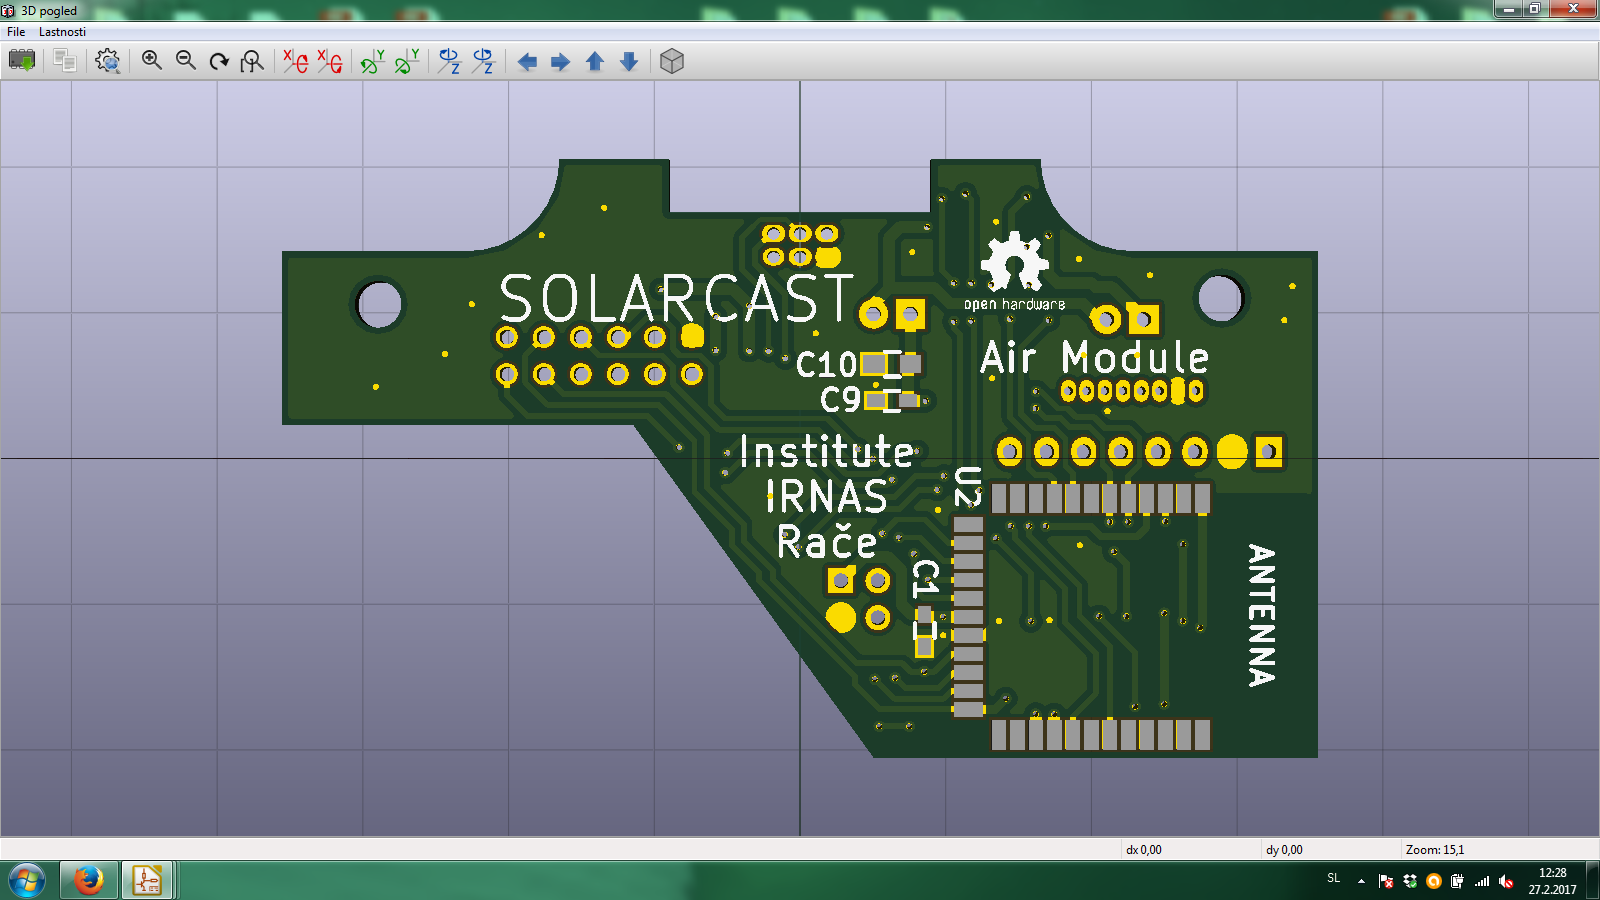 3D pogled
File Lastnosti
SOLARCAST
open hardware
Air Module
C10
C9
Institute
IRNAS
Rače
U2
C1
ANTENNA
dx 0,00 dy 0,00 Zoom: 15,1
SL
12:28
27.2.2017